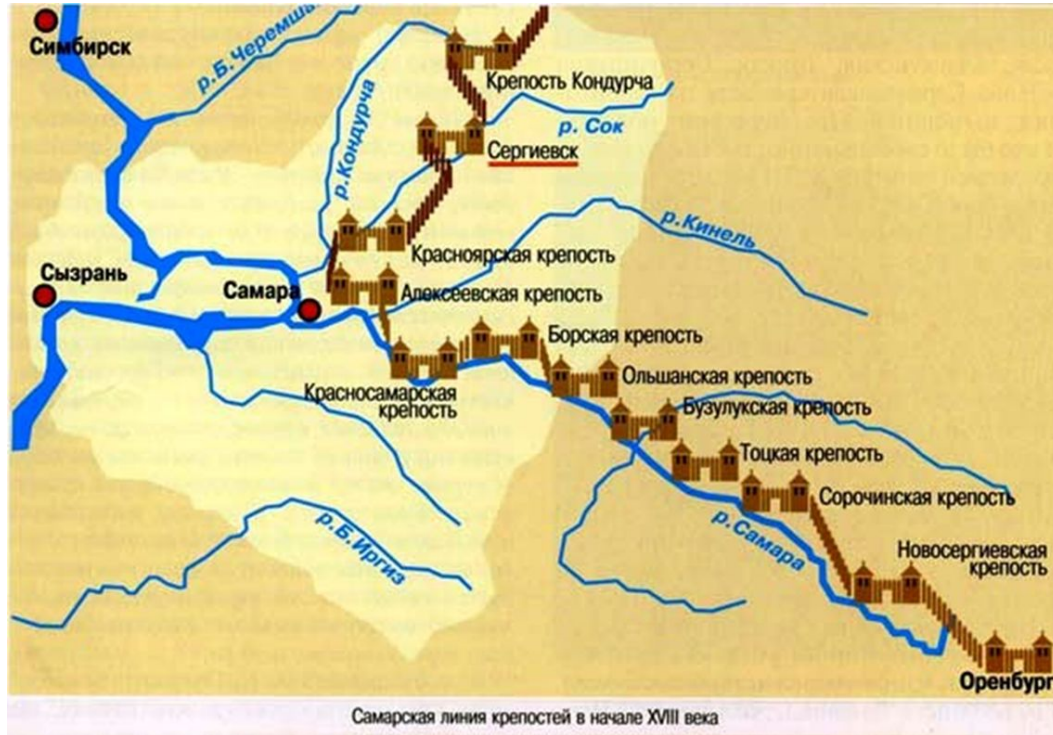 Симбирск
р.Б.Черемшан
Крепость Кондурча
р. Сок
р.Кондурча
Сергиевск
р.Кинель
Красноярская крепость
Сызрань
Самара
Алексеевская крепость
Борская крепость
Красносамарская
крепость
Ольшанская крепость
Бузулукская крепость
Тоцкая крепость
Сорочинская крепость
р.Самара
р.Б.Иргиз
Новосергиевская
крепость
Оренбург
Самарская линия крепостей в начале XVIII века